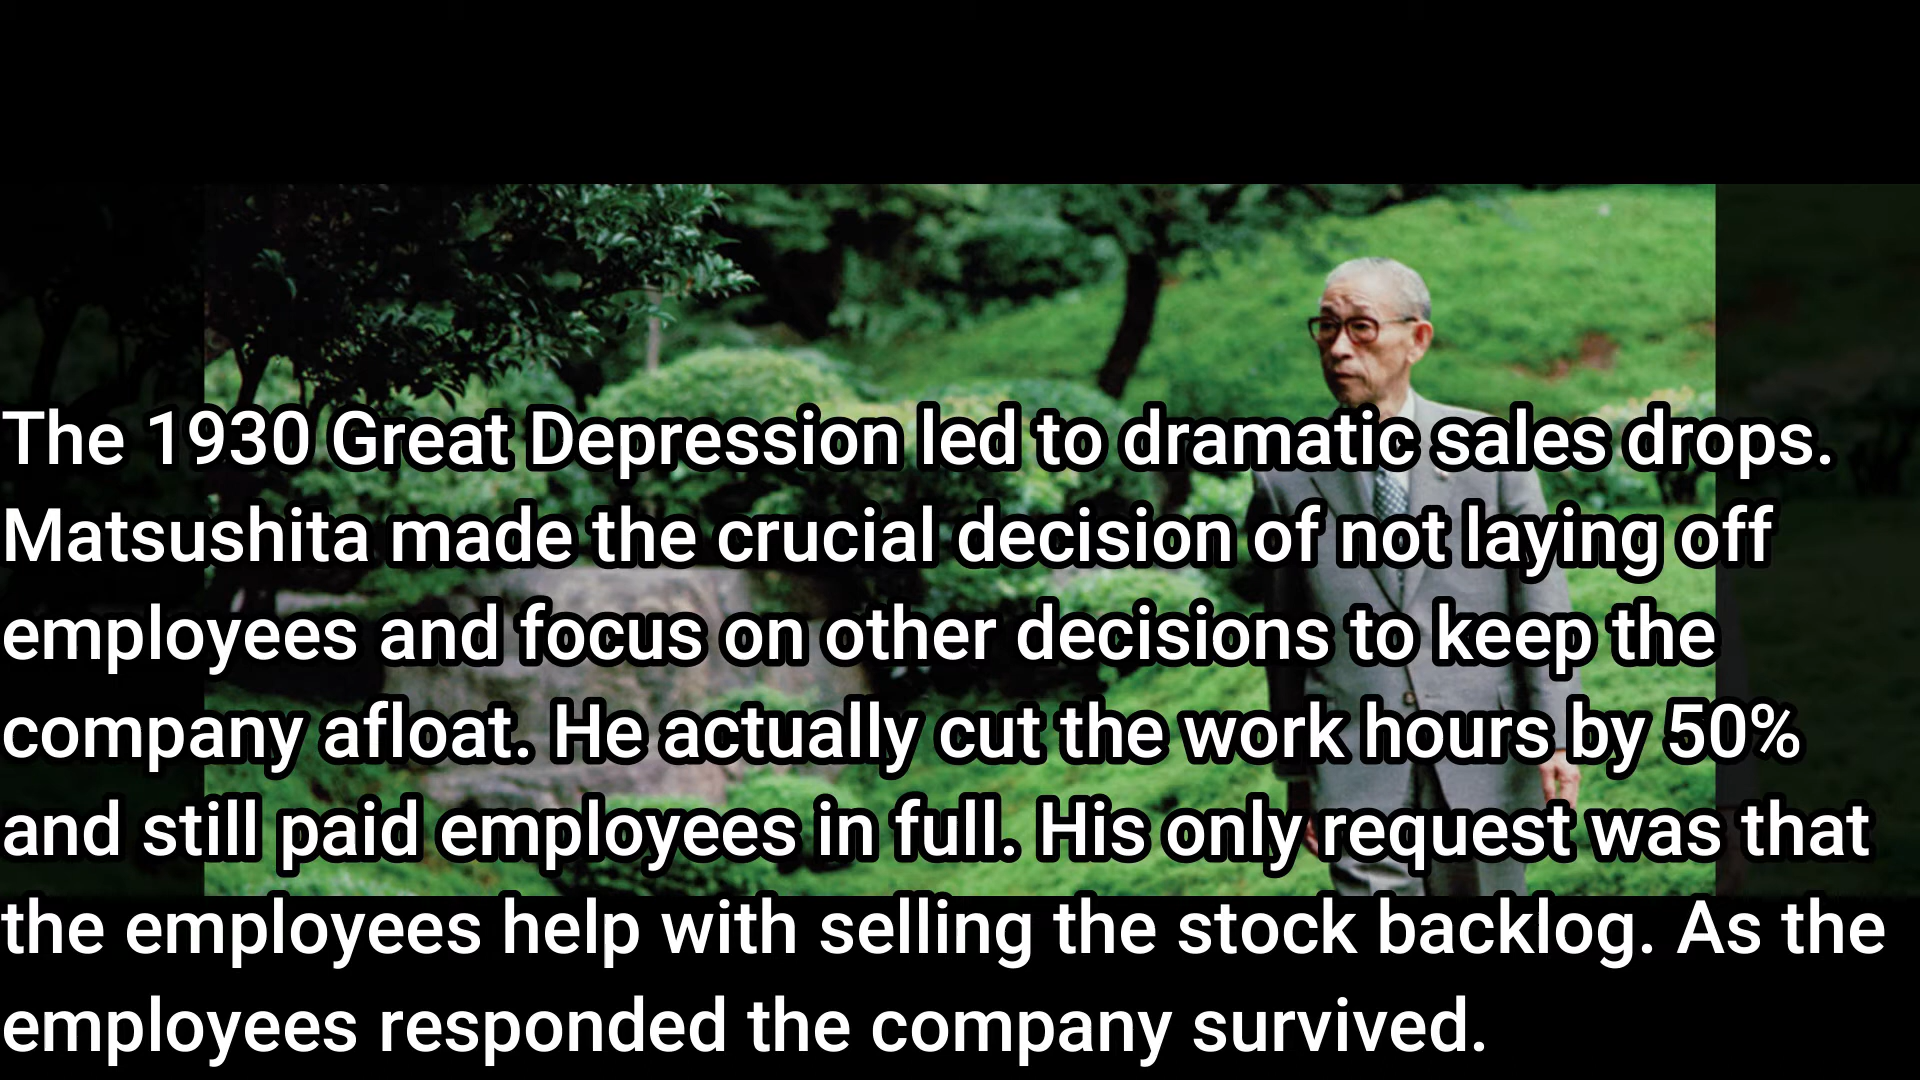 The 1930 Great Depression led to dramatic sales drops.
Matsushita made the crucial decision of not laying off
employees and focus on other decisions to keep the
company afloat. He actually cut the work hours by 50%
and still paid employees in full. His only request was that
the employees help with selling the stock backlog. As the
employees responded the company survived.